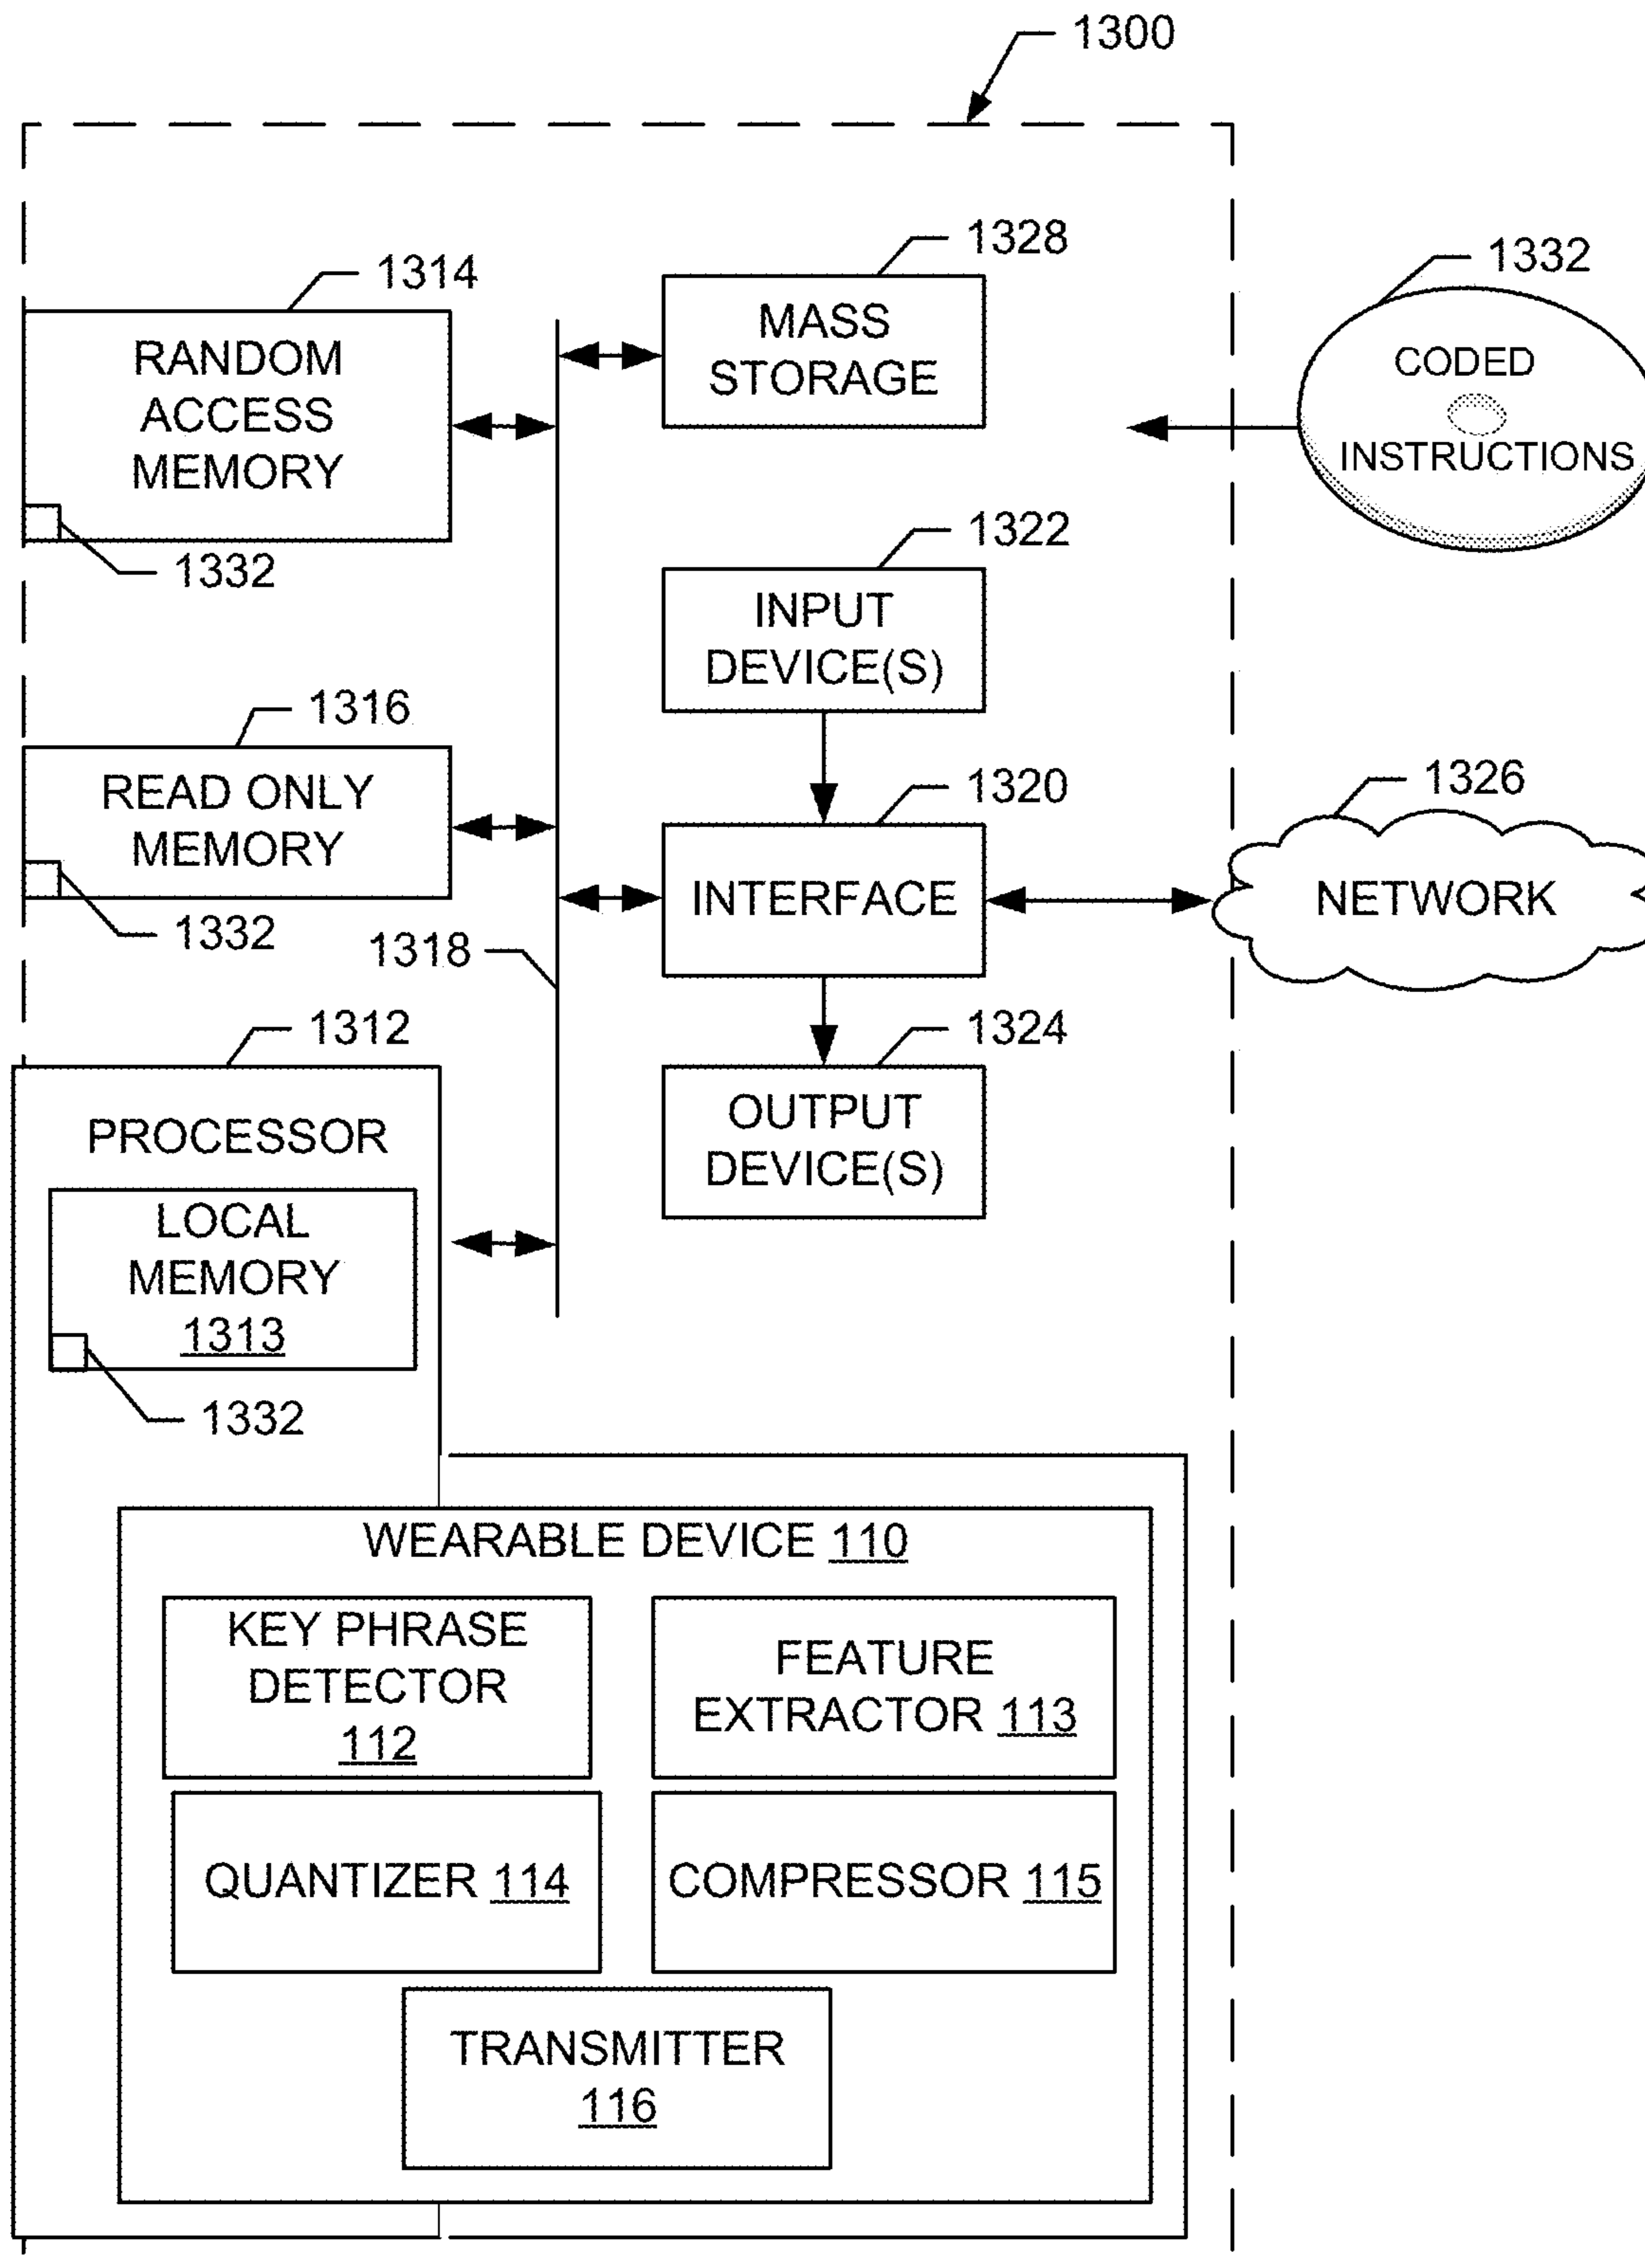 1300
1328
1314
MASS
STORAGE
1332
CODED
INSTRUCTIONS
RANDOM
ACCESS
MEMORY
1332
1322
INPUT
DEVICE(S)
1316
READ ONLY
MEMORY
1332
1320
INTERFACE
1326
NETWORK
1318
1312
1324
OUTPUT
DEVICE(S)
PROCESSOR
LOCAL
MEMORY
1313
1332
WEARABLE DEVICE 110
KEY PHRASE
DETECTOR
112
FEATURE
EXTRACTOR 113
QUANTIZER 114
COMPRESSOR 115
TRANSMITTER
116